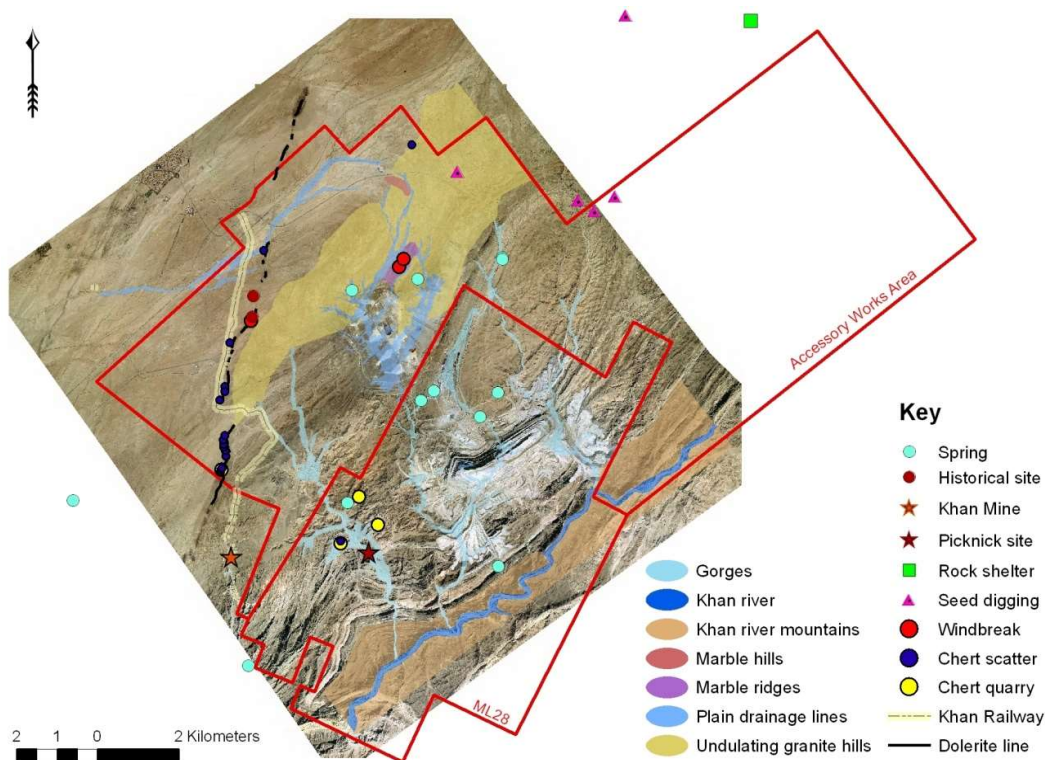 Accessory Works Area
ML28
Key
Spring
Historical site
Khan Mine
Picknick site
Rock shelter
Seed digging
Windbreak
Chert scatter
Chert quarry
Khan Railway
Dolerite line
Gorges
Khan river
Khan river mountains
Marble hills
Marble ridges
Plain drainage lines
Undulating granite hills
2 1 0 2 Kilometers